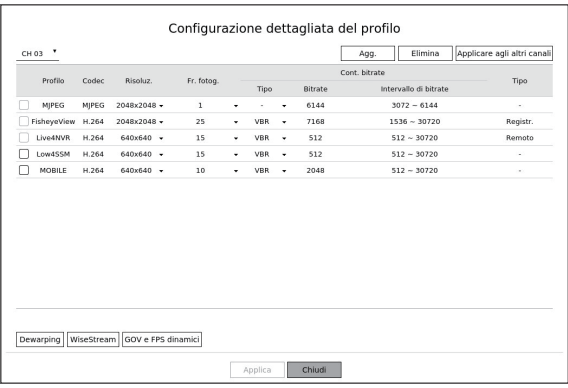 Configurazione dettagliata del profilo
CH 03 Agg. Elimina Applicare agli altri canali
Profilo Codec Risoluz. Fr. fotog. Cont. bitrate Tipo
Tipo Bitrate Intervallo di bitrate
MJPEG MJPEG 2048x2048 1 - 6144 3072 ~ 6144 -
FisheyeView H.264 2048x2048 25 VBR 7168 1536 ~ 30720 Registr.
Live4NVR H.264 640x640 15 VBR 512 512 ~ 30720 Remoto
Low4SSM H.264 640x640 15 VBR 512 512 ~ 30720 -
MOBILE H.264 640x640 10 VBR 2048 512 ~ 30720 -
Dewarping WiseStream GOV e FPS dinamici
Applica Chiudi